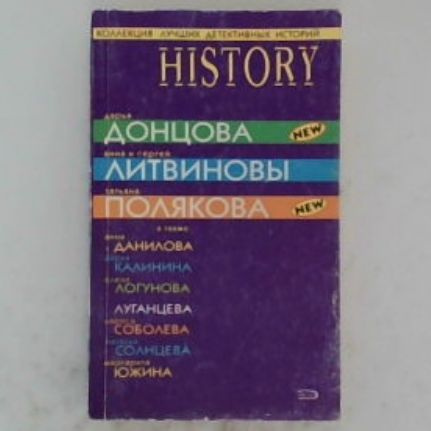 КОЛЛЕКЦИЯ ЛУЧШИХ ДЕТЕКТИВНЫХ ИСТОРИЙ
HISTORY
дарья
ДОНЦОВА NEW
анна и сергей
ЛИТВИНОВЫ
татьяна
ПОЛЯКОВА NEW
а также
анна
ДАНИЛОВА
дарья
КАЛИНИНА
елена
ЛОГУНОВА
ЛУГАНЦЕВА
лариса
СОБОЛЕВА
наталья
СОЛНЦЕВА
маргарита
ЮЖИНА